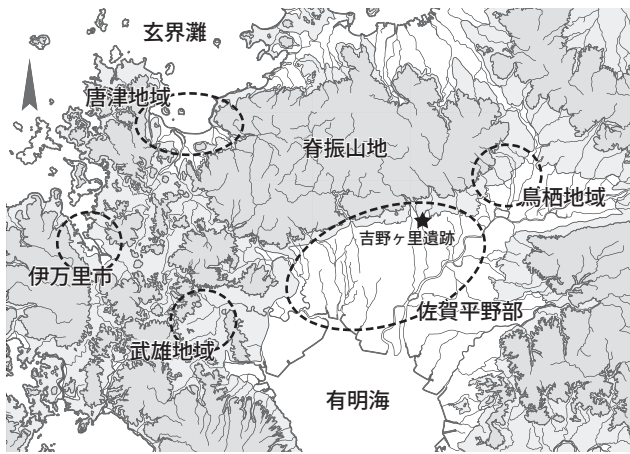 玄界灘
唐津地域
脊振山地
鳥栖地域
吉野ヶ里遺跡
伊万里市
佐賀平野部
武雄地域
有明海